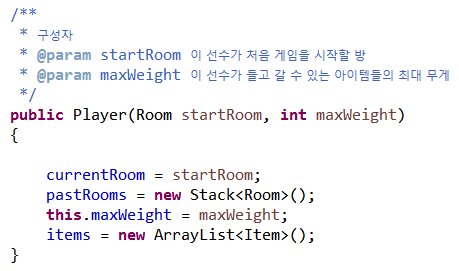 /**
 * 구성자
 * @param startRoom 이 선수가 처음 게임을 시작할 방
 * @param maxWeight 이 선수가 들고 갈 수 있는 아이템들의 최대 무게
 */
public Player(Room startRoom, int maxWeight)
{
    currentRoom = startRoom;
    pastRooms = new Stack<Room>();
    this.maxWeight = maxWeight;
    items = new ArrayList<Item>();
}